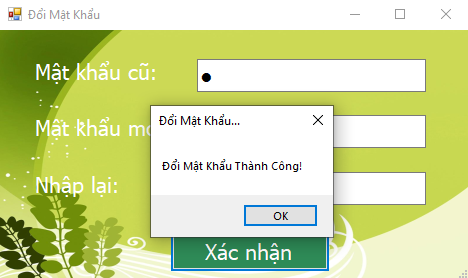 Đổi Mật Khẩu
Mật khẩu cũ:
Đổi Mật Khẩu...
Mật khẩu
Đổi Mật Khẩu Thành Công!
Nhập lại:
OK
Xác nhận